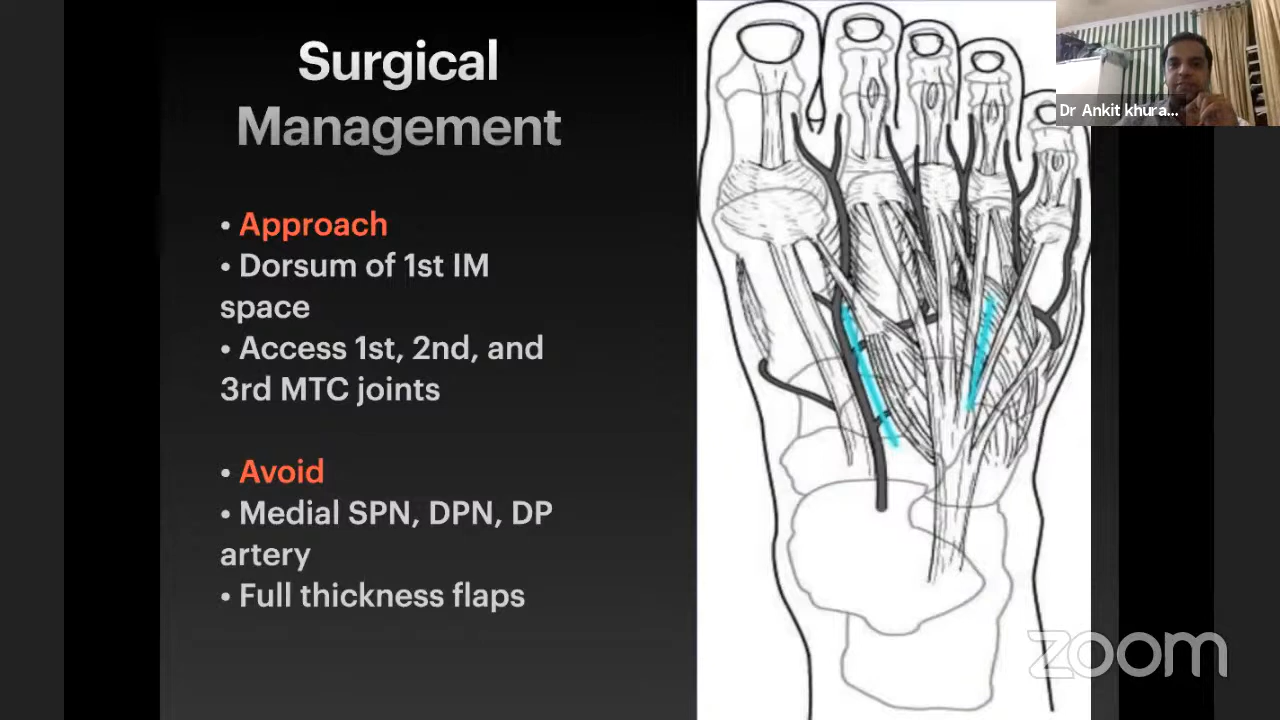 Surgical
Management
• Approach
• Dorsum of 1st IM
space
• Access 1st, 2nd, and
3rd MTC joints
• Avoid
• Medial SPN, DPN, DP
artery
• Full thickness flaps
Dr Ankit khura...
zoom